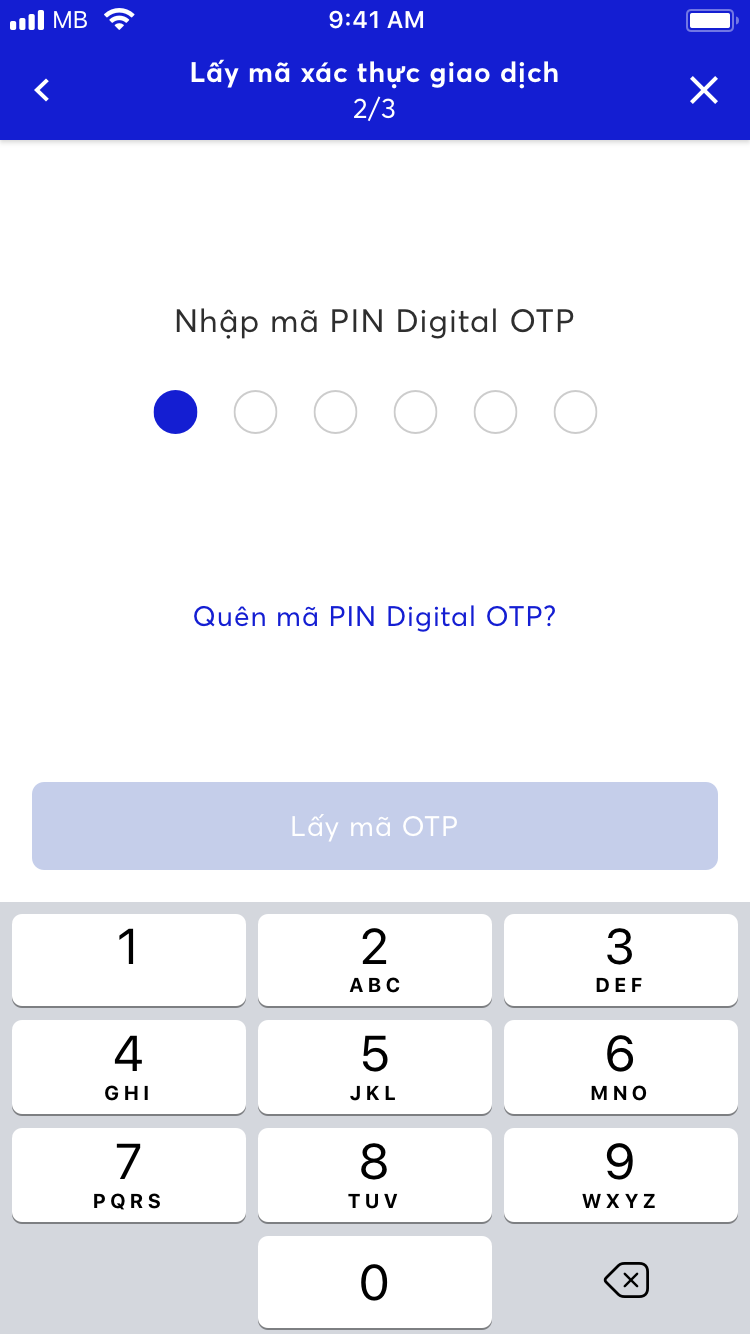 MB 9:41 AM
Lấy mã xác thực giao dịch
2/3
Nhập mã PIN Digital OTP
Quên mã PIN Digital OTP?
Lấy mã OTP
1 2 3
ABC DEF
4 5 6
GHI JKL MNO
7 8 9
PQRS TUV WXYZ
0